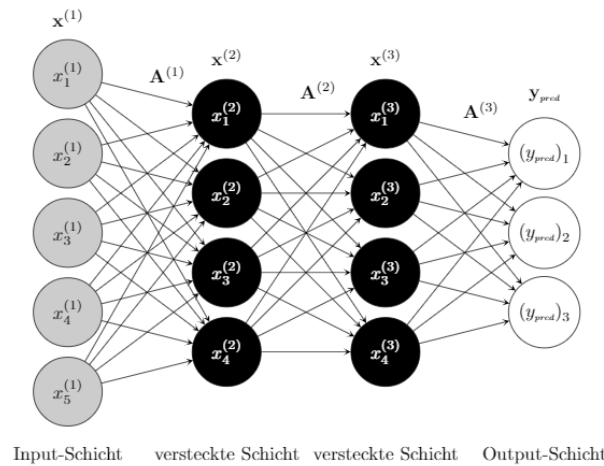 x^(1)
x_1^(1)
x_2^(1)
x_3^(1)
x_4^(1)
x_5^(1)
A^(1)
x^(2)
x_1^(2)
x_2^(2)
x_3^(2)
x_4^(2)
A^(2)
x^(3)
x_1^(3)
x_2^(3)
x_3^(3)
x_4^(3)
A^(3)
y_pred
(y_pred)_1
(y_pred)_2
(y_pred)_3
Input-Schicht versteckte Schicht versteckte Schicht Output-Schicht